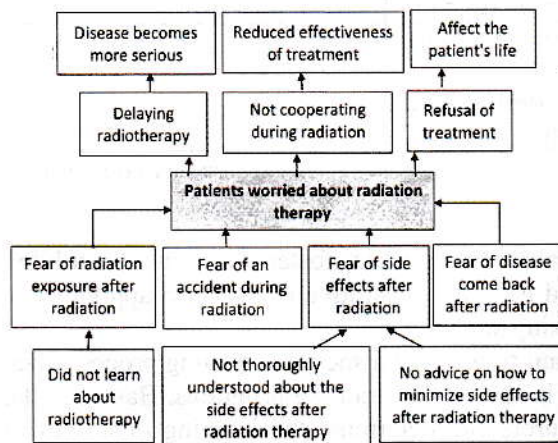 Disease becomes
more serious
Reduced effectiveness
of treatment
Affect the
patient's life
Delaying
radiotherapy
Not cooperating
during radiation
Refusal of
treatment
Patients worried about radiation
therapy
Fear of radiation
exposure after
radiation
Fear of an
accident during
radiation
Fear of side
effects after
radiation
Fear of disease
come back
after radiation
Did not learn
about
radiotherapy
Not thoroughly
understood about the
side effects after
radiation therapy
No advice on how to
minimize side effects
after radiation therapy